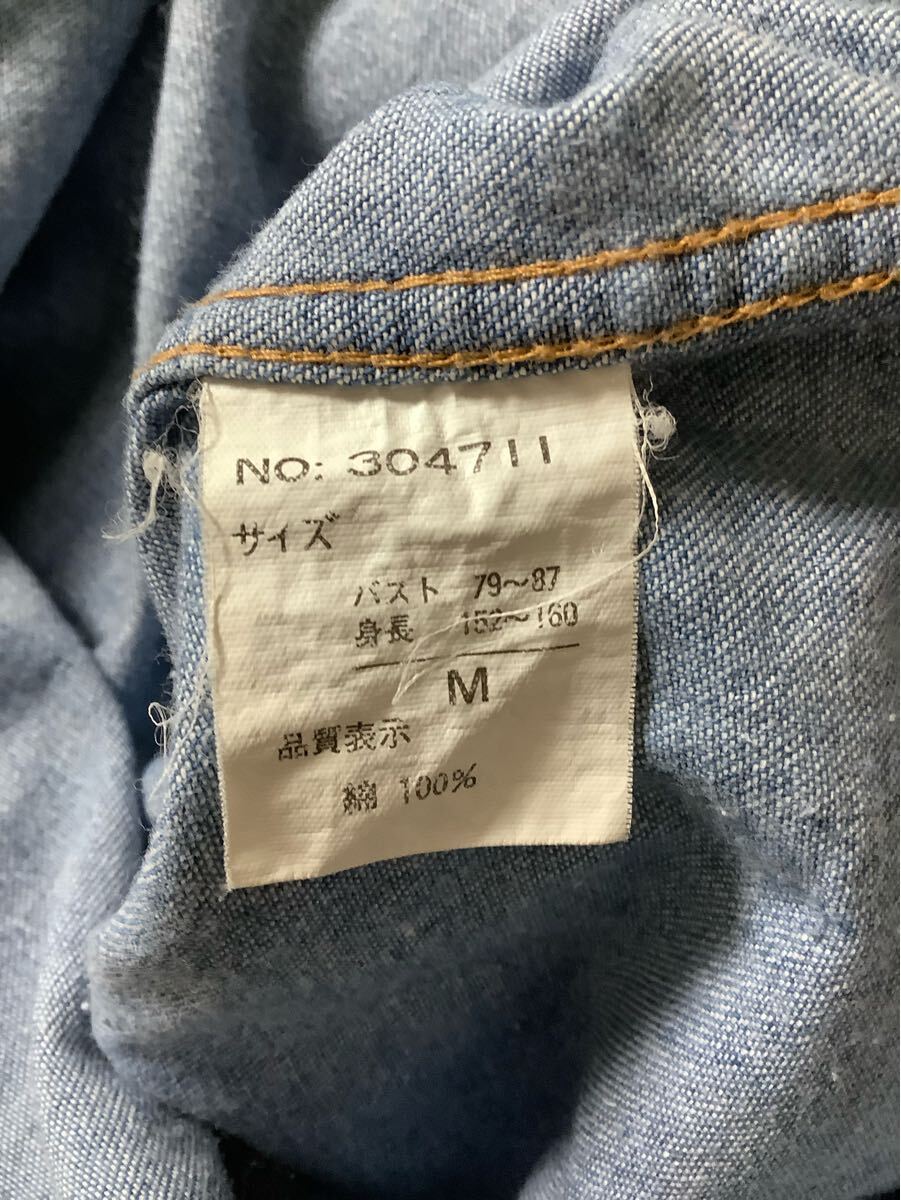 NO: 304711
サイズ
バスト 79〜87
身長 152〜160
M
品質表示
綿 100%